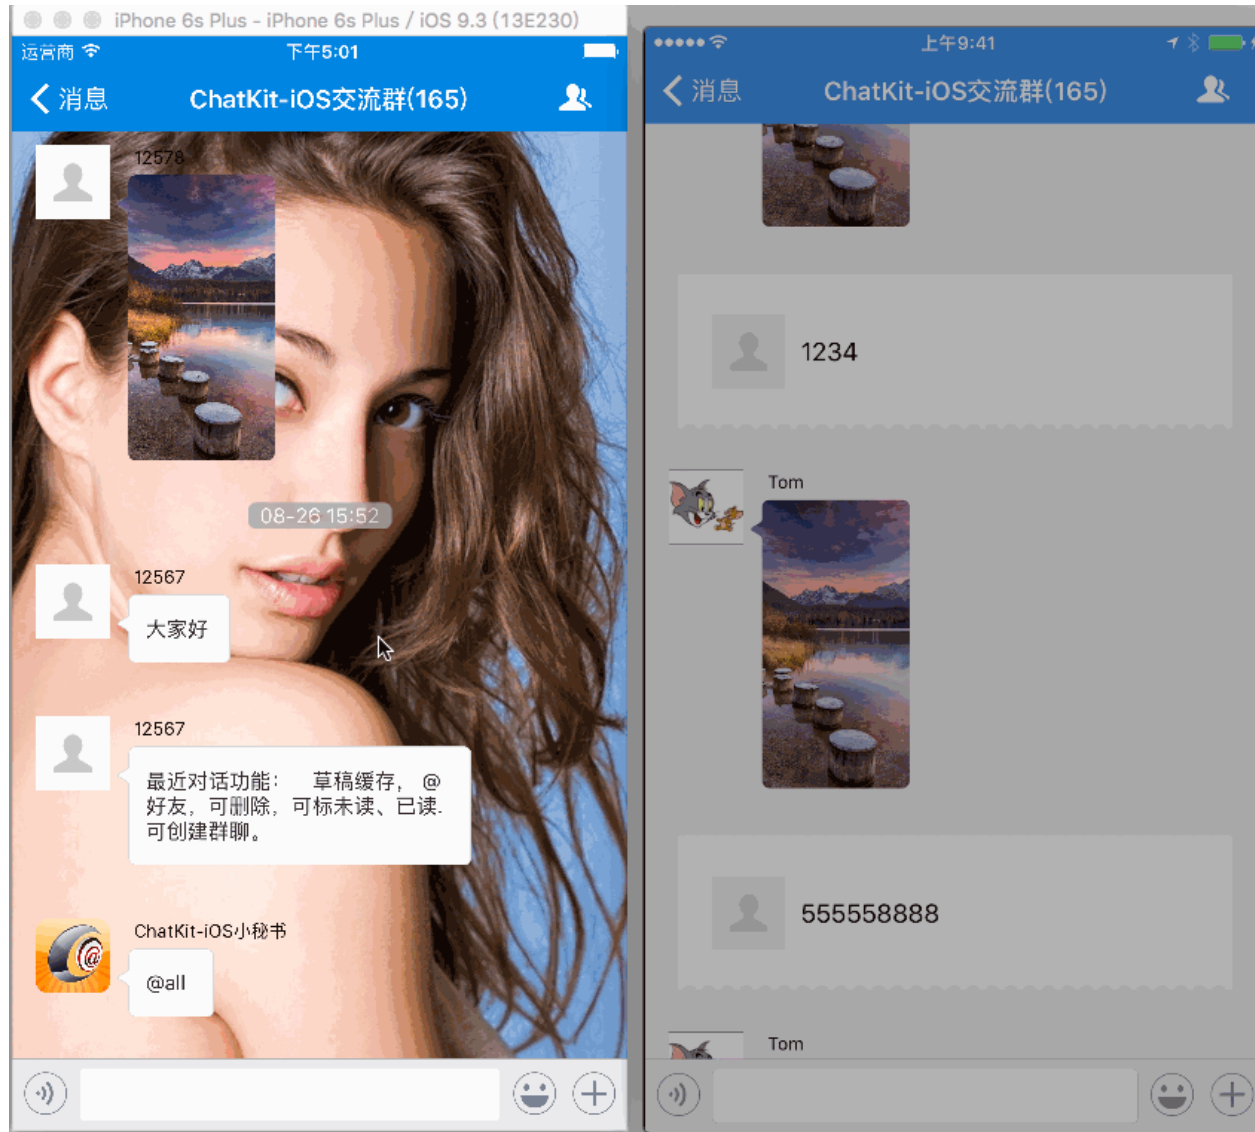 iPhone 6s Plus - iPhone 6s Plus / iOS 9.3 (13E230)
运营商
下午5:01
消息
ChatKit-iOS交流群(165)
12578
08-26 15:52
12567
大家好
12567
最近对话功能： 草稿缓存，@
好友，可删除，可标未读、已读.
可创建群聊。
ChatKit-iOS小秘书
@all
上午9:41
消息
ChatKit-iOS交流群(165)
1234
Tom
555558888
Tom